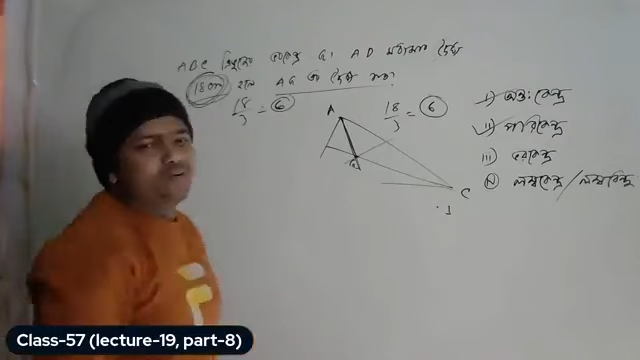 ABC ত্রিভুজের ভরকেন্দ্র G। AD মধ্যমার দৈর্ঘ্য
18cm হলে AG এর দৈর্ঘ্য কত?
18/3 = 6
18/3 = 6
A
G
C
i) অন্তঃকেন্দ্র
ii) পরিকেন্দ্র
iii) ভরকেন্দ্র
iv) লম্বকেন্দ্র/লম্ববিন্দু
Class-57 (lecture-19, part-8)